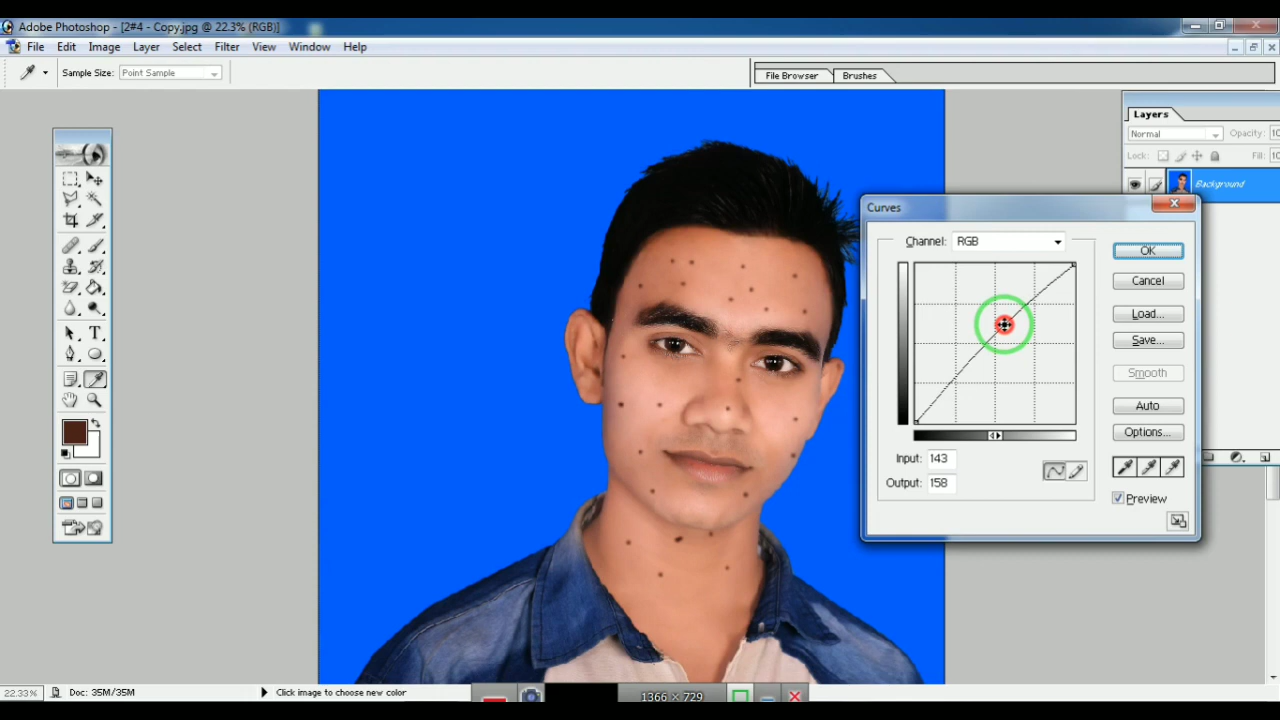 Adobe Photoshop - [2#4 - Copy.jpg @ 22.3% (RGB)]
File Edit Image Layer Select Filter View Window Help
Sample Size: Point Sample
File Browser Brushes
Layers
Normal Opacity: 10
Lock: Fill: 10
Background
Curves
Channel: RGB
OK
Cancel
Load...
Save...
Smooth
Auto
Options...
Input: 143
Output: 158
Preview
T
22.33% Doc: 35M/35M Click image to choose new color
1366 × 729